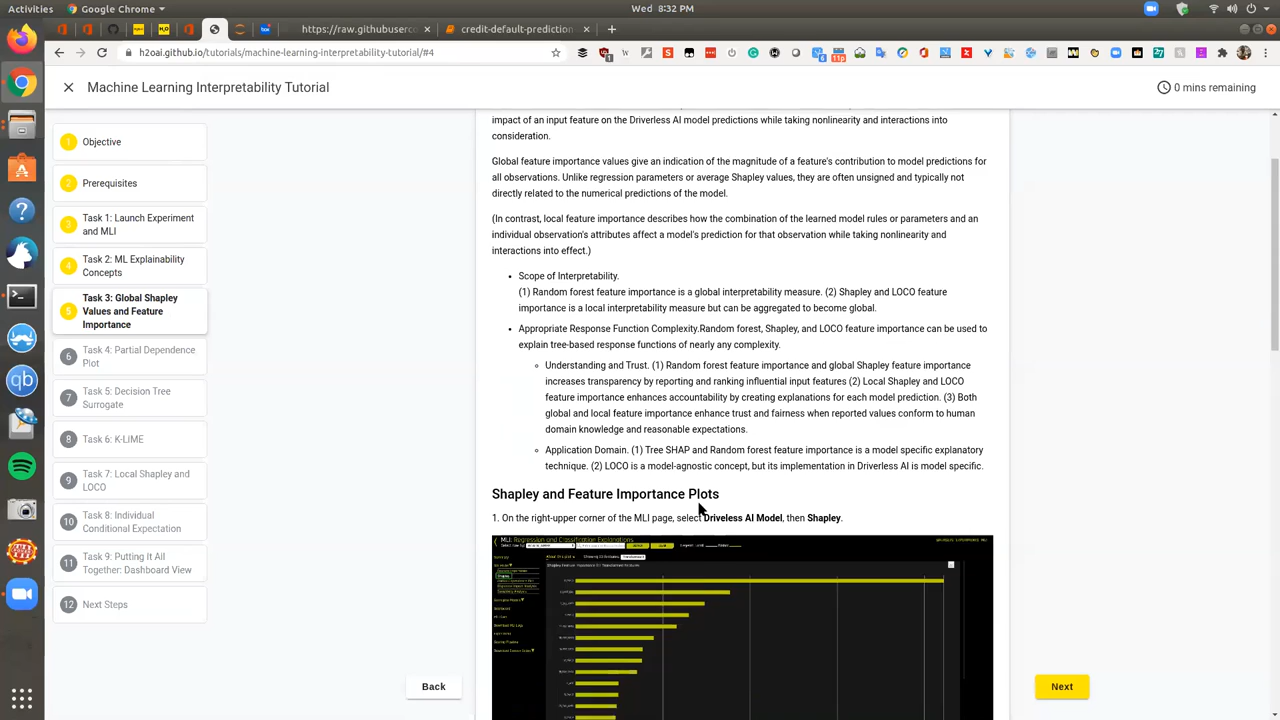 Activities
Google Chrome
Wed 8:32 PM
https://raw.githubuserco
credit-default-prediction
h2oai.github.io/tutorials/machine-learning-interpretability-tutorial/#4
Machine Learning Interpretability Tutorial
0 mins remaining
1 Objective
2 Prerequisites
3 Task 1: Launch Experiment
and MLI
4 Task 2: ML Explainability
Concepts
5 Task 3: Global Shapley
Values and Feature
Importance
6 Task 4: Partial Dependence
Plot
7 Task 5: Decision Tree
Surrogate
8 Task 6: K-LIME
9 Task 7: Local Shapley and
LOCO
10 Task 8: Individual
Conditional Expectation
11 Task 9: Putting It All
Together: Dashboard View
12 Next Steps
impact of an input feature on the Driverless AI model predictions while taking nonlinearity and interactions into
consideration.
Global feature importance values give an indication of the magnitude of a feature's contribution to model predictions for
all observations. Unlike regression parameters or average Shapley values, they are often unsigned and typically not
directly related to the numerical predictions of the model.
(In contrast, local feature importance describes how the combination of the learned model rules or parameters and an
individual observation's attributes affect a model's prediction for that observation while taking nonlinearity and
interactions into effect.)
• Scope of Interpretability.
(1) Random forest feature importance is a global interpretability measure. (2) Shapley and LOCO feature
importance is a local interpretability measure but can be aggregated to become global.
• Appropriate Response Function Complexity.Random forest, Shapley, and LOCO feature importance can be used to
explain tree-based response functions of nearly any complexity.
◦ Understanding and Trust. (1) Random forest feature importance and global Shapley feature importance
increases transparency by reporting and ranking influential input features (2) Local Shapley and LOCO
feature importance enhances accountability by creating explanations for each model prediction. (3) Both
global and local feature importance enhance trust and fairness when reported values conform to human
domain knowledge and reasonable expectations.
◦ Application Domain. (1) Tree SHAP and Random forest feature importance is a model specific explanatory
technique. (2) LOCO is a model-agnostic concept, but its implementation in Driverless AI is model specific.
Shapley and Feature Importance Plots
1. On the right-upper corner of the MLI page, select Driveless AI Model, then Shapley.
MLI: Regression and Classification Explanations
Back
Next